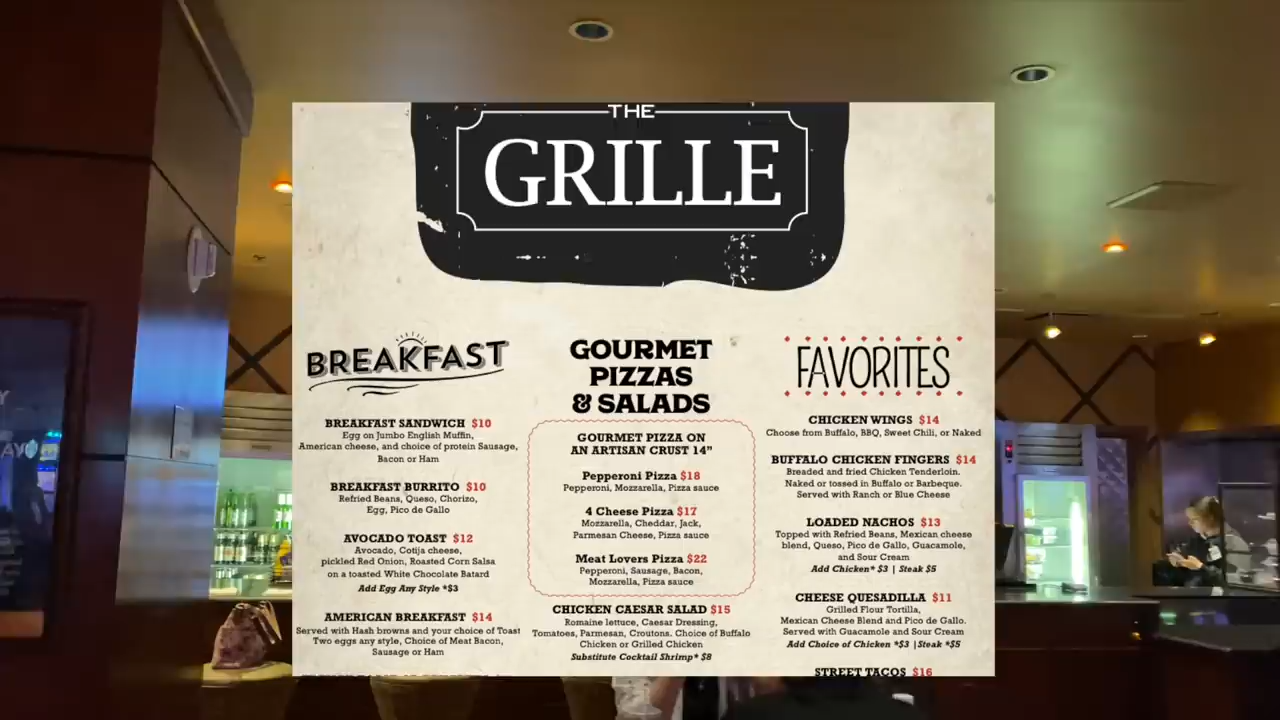 THE
GRILLE
BREAKFAST
BREAKFAST SANDWICH $10
Egg on Jumbo English Muffin,
American cheese, and choice of protein Sausage,
Bacon or Ham
BREAKFAST BURRITO $10
Refried Beans, Queso, Chorizo,
Egg, Pico de Gallo
AVOCADO TOAST $12
Avocado, Cotija cheese,
pickled Red Onion, Roasted Corn Salsa
on a toasted White Chocolate Batard
Add Egg Any Style *$3
AMERICAN BREAKFAST $14
Served with Hash browns and your choice of Toast
Two eggs any style, Choice of Meat Bacon,
Sausage or Ham
GOURMET
PIZZAS
& SALADS
GOURMET PIZZA ON
AN ARTISAN CRUST 14"
Pepperoni Pizza $18
Pepperoni, Mozzarella, Pizza sauce
4 Cheese Pizza $17
Mozzarella, Cheddar, Jack,
Parmesan Cheese, Pizza sauce
Meat Lovers Pizza $22
Pepperoni, Sausage, Bacon,
Mozzarella, Pizza sauce
CHICKEN CAESAR SALAD $15
Romaine lettuce, Caesar Dressing,
Tomatoes, Parmesan, Croutons. Choice of Buffalo
Chicken or Grilled Chicken
Substitute Cocktail Shrimp* $8
FAVORITES
CHICKEN WINGS $14
Choose from Buffalo, BBQ, Sweet Chili, or Naked
BUFFALO CHICKEN FINGERS $14
Breaded and fried Chicken Tenderloin.
Naked or tossed in Buffalo or Barbeque.
Served with Ranch or Blue Cheese
LOADED NACHOS $13
Topped with Refried Beans, Mexican cheese
blend, Queso, Pico de Gallo, Guacamole,
and Sour Cream
Add Chicken* $3 | Steak $5
CHEESE QUESADILLA $11
Grilled Flour Tortilla,
Mexican Cheese Blend and Pico de Gallo.
Served with Guacamole and Sour Cream
Add Choice of Chicken *$3 |Steak *$5
STREET TACOS $16